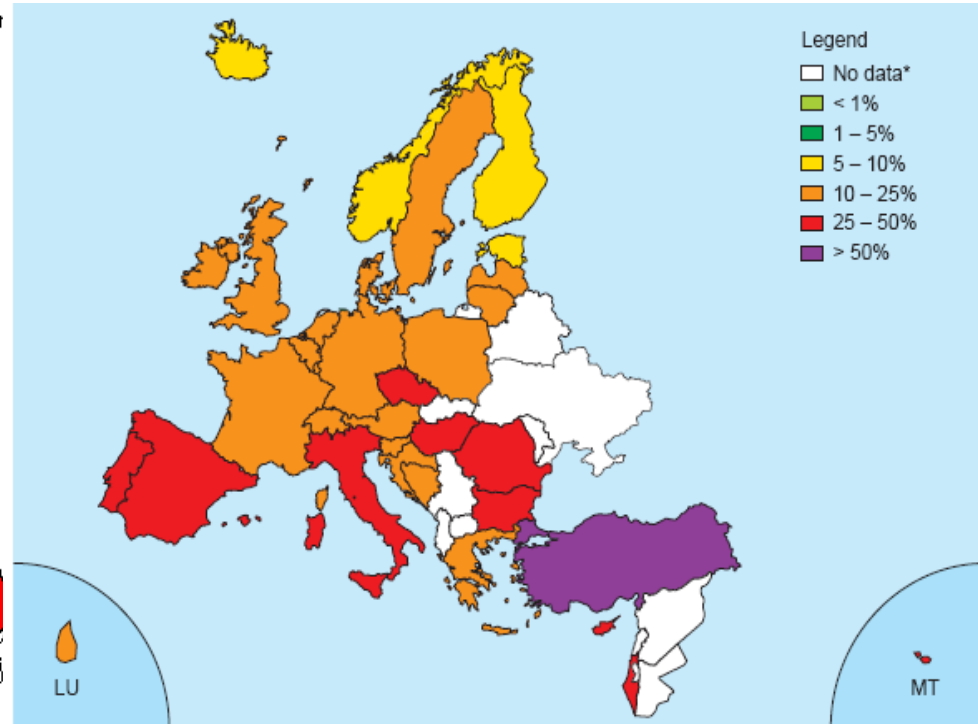 Legend
No data*
< 1%
1 – 5%
5 – 10%
10 – 25%
25 – 50%
> 50%
LU
MT